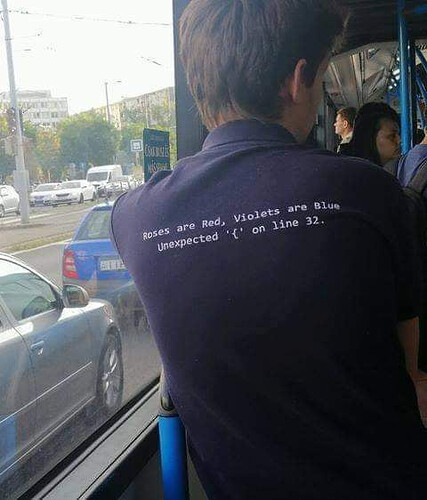 Roses are Red, Violets are Blue
Unexpected '{' on line 32.